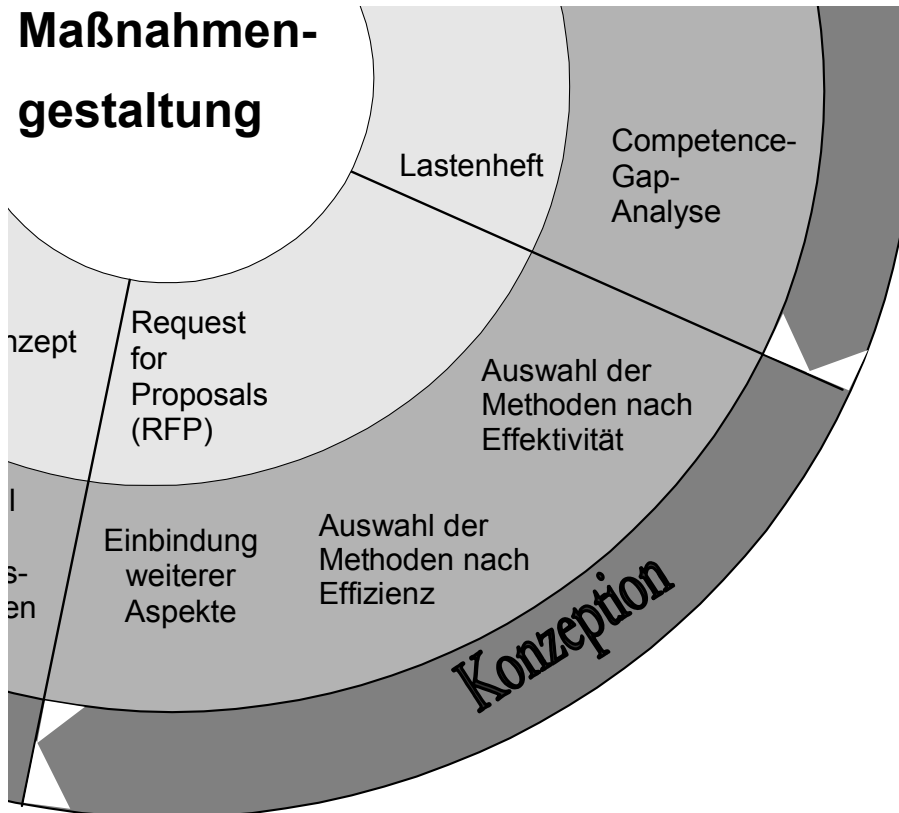 Maßnahmen-
gestaltung
Lastenheft
Competence-
Gap-
Analyse
nzept
Request
for
Proposals
(RFP)
Auswahl der
Methoden nach
Effektivität
l
s-
en
Einbindung
weiterer
Aspekte
Auswahl der
Methoden nach
Effizienz
Konzeption